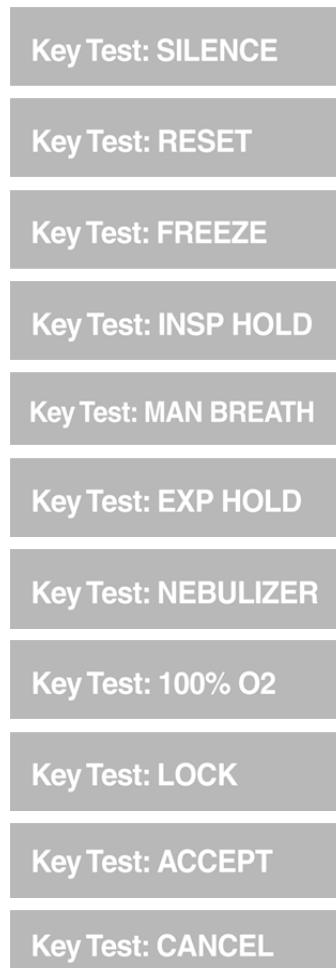 Key Test: SILENCE
Key Test: RESET
Key Test: FREEZE
Key Test: INSP HOLD
Key Test: MAN BREATH
Key Test: EXP HOLD
Key Test: NEBULIZER
Key Test: 100% O2
Key Test: LOCK
Key Test: ACCEPT
Key Test: CANCEL